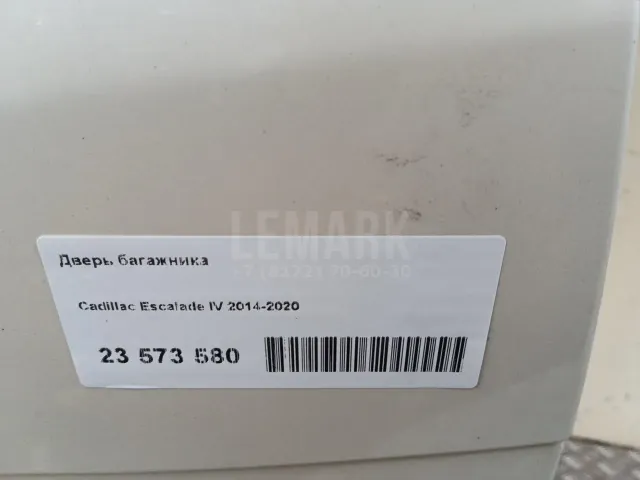 LEMARK
Дверь багажника
Cadillac Escalade IV 2014-2020
23 573 580